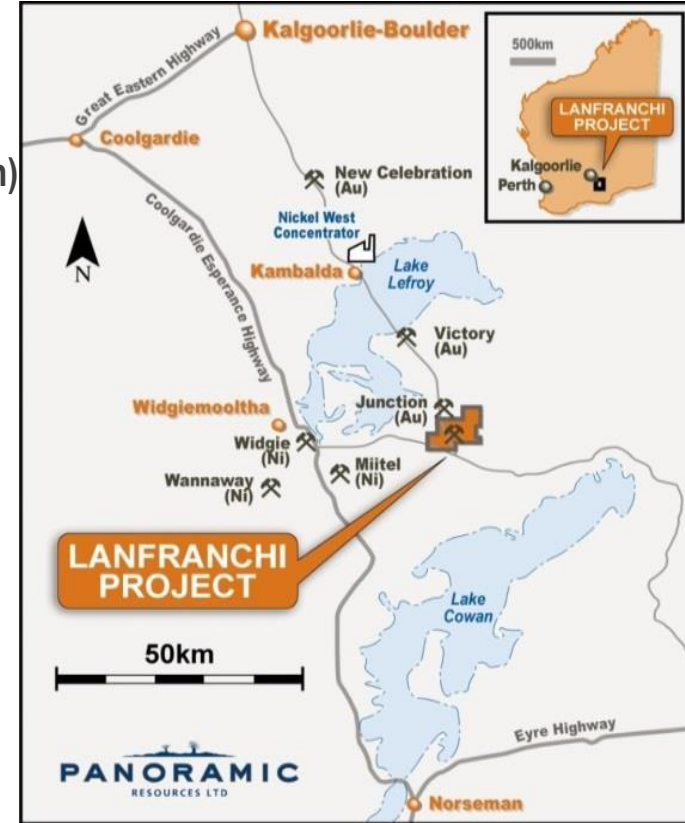 Kalgoorlie-Boulder
Great Eastern Highway
Coolgardie
n)
500km
LANFRANCHI
PROJECT
Kalgoorlie
Perth
New Celebration
(Au)
Nickel West
Concentrator
Coolgardie Esperance Highway
N
Kambalda
Lake
Lefroy
Victory
(Au)
Junction
(Au)
Widgiemooltha
Widgie
(Ni)
Miitel
(Ni)
Wannaway
(Ni)
LANFRANCHI
PROJECT
Lake
Cowan
50km
Eyre Highway
PANORAMIC
RESOURCES LTD
Norseman